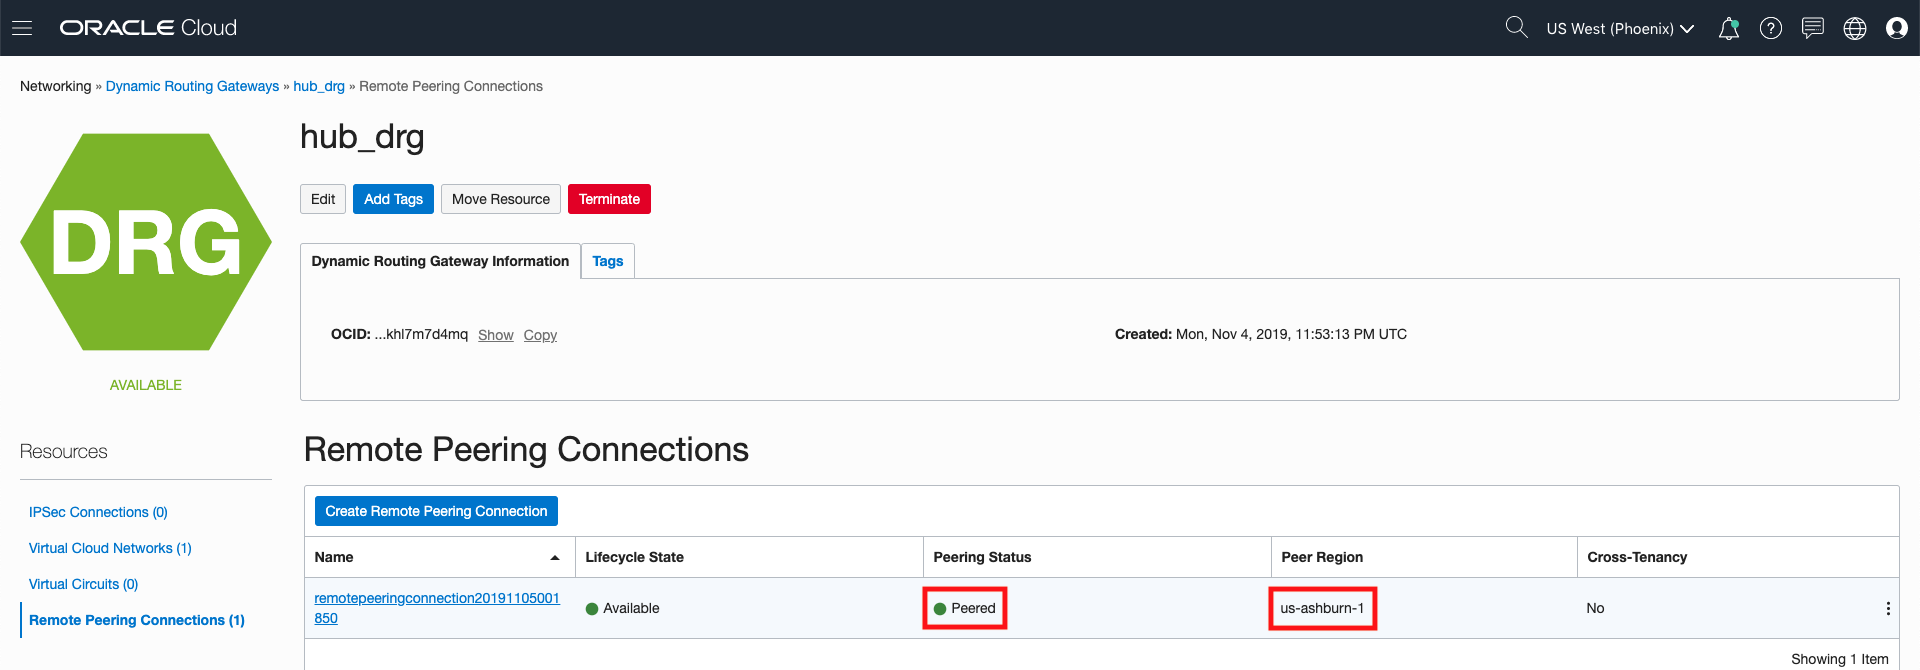 ORACLE Cloud
US West (Phoenix)
Networking » Dynamic Routing Gateways » hub_drg » Remote Peering Connections
DRG
AVAILABLE
hub_drg
Edit
Add Tags
Move Resource
Terminate
Dynamic Routing Gateway Information
Tags
OCID: ...khl7m7d4mq Show Copy
Created: Mon, Nov 4, 2019, 11:53:13 PM UTC
Resources
IPSec Connections (0)
Virtual Cloud Networks (1)
Virtual Circuits (0)
Remote Peering Connections (1)
Remote Peering Connections
Create Remote Peering Connection
Name
Lifecycle State
Peering Status
Peer Region
Cross-Tenancy
remotepeeringconnection20191105001
850
Available
Peered
us-ashburn-1
No
Showing 1 Item